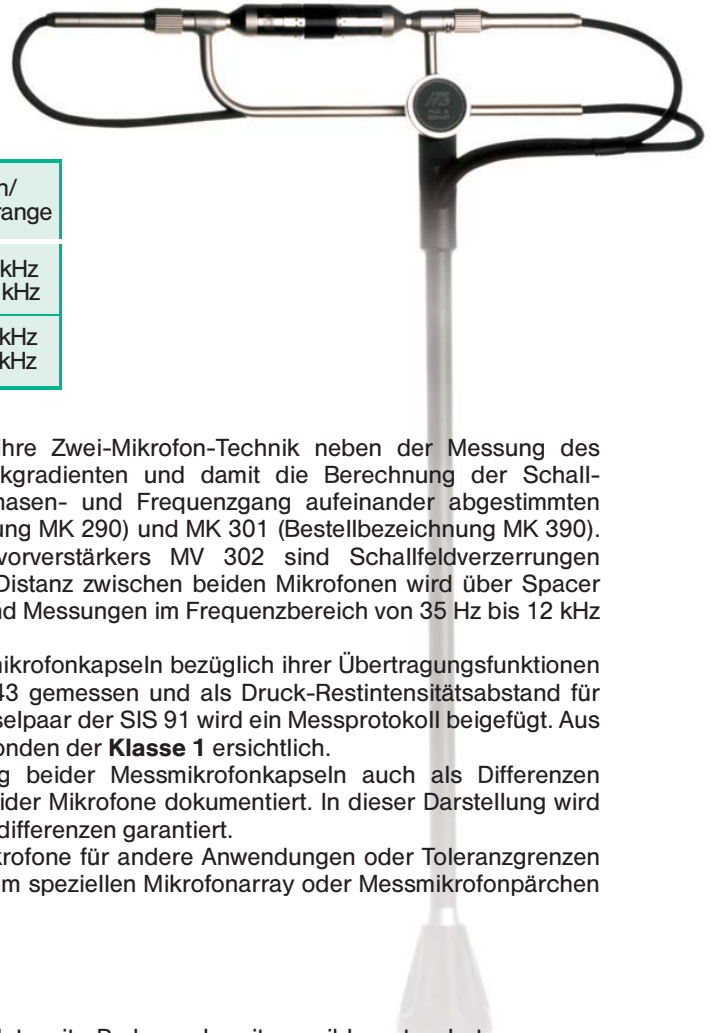 range
kHz
kHz
kHz
kHz
ihre Zwei-Mikrofon-Technik neben der Messung des
kgradienten und damit die Berechnung der Schall-
asen- und Frequenzgang aufeinander abgestimmten
ung MK 290) und MK 301 (Bestellbezeichnung MK 390).
vorverstärkers MV 302 sind Schallfeldverzerrungen
Distanz zwischen beiden Mikrofonen wird über Spacer
nd Messungen im Frequenzbereich von 35 Hz bis 12 kHz
nikrofonkapseln bezüglich ihrer Übertragungsfunktionen
43 gemessen und als Druck-Restintensitätsabstand für
selpaar der SIS 91 wird ein Messprotokoll beigefügt. Aus
onden der Klasse 1 ersichtlich.
g beider Messmikrofonkapseln auch als Differenzen
ider Mikrofone dokumentiert. In dieser Darstellung wird
differenzen garantiert.
krofone für andere Anwendungen oder Toleranzgrenzen
um speziellen Mikrofonarray oder Messmikrofonpärchen